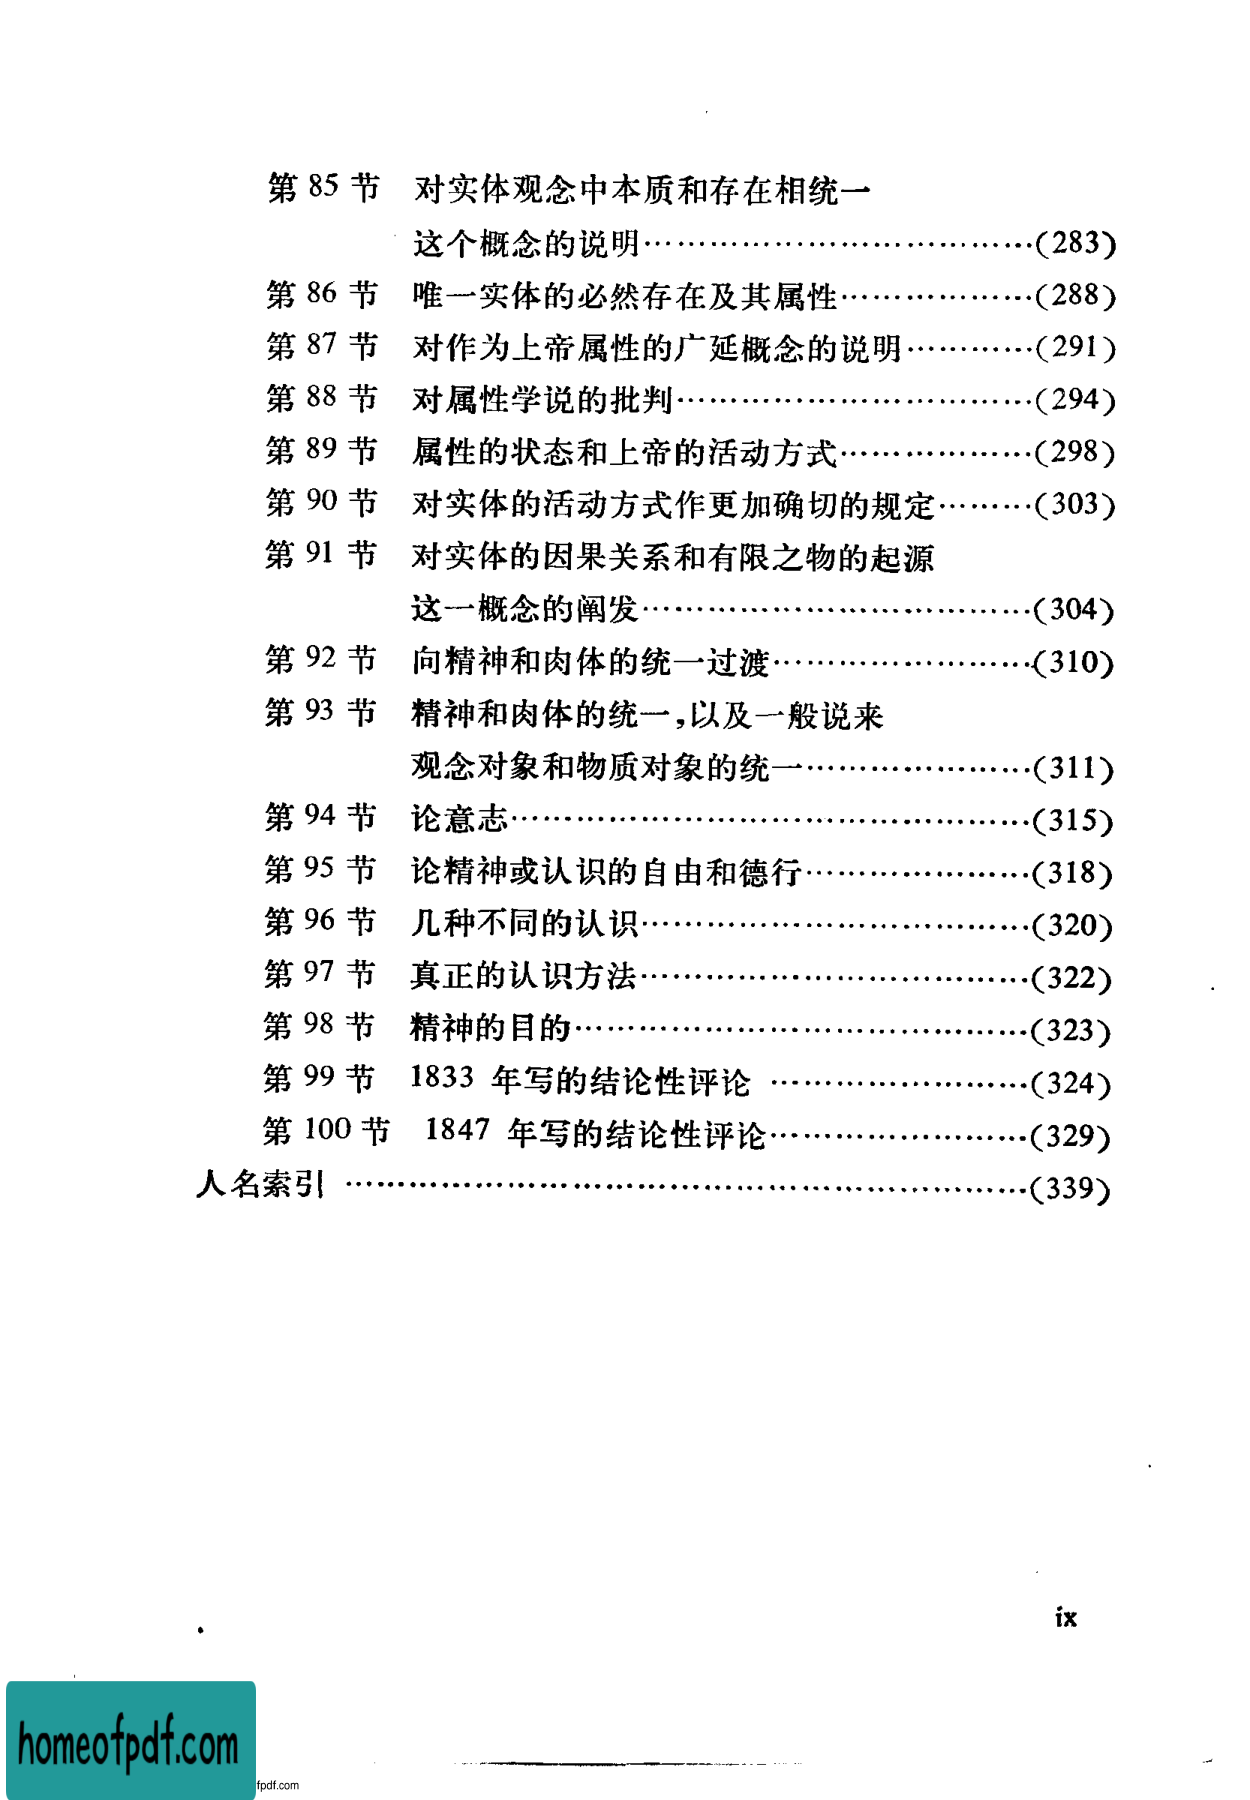 第 85 节 对实体观念中本质和存在相统一
这个概念的说明……………………………(283)
第 86 节 唯一实体的必然存在及其属性………………(288)
第 87 节 对作为上帝属性的广延概念的说明…………(291)
第 88 节 对属性学说的批判…………………………(294)
第 89 节 属性的状态和上帝的活动方式………………(298)
第 90 节 对实体的活动方式作更加确切的规定………(303)
第 91 节 对实体的因果关系和有限之物的起源
这一概念的阐发……………………………(304)
第 92 节 向精神和肉体的统一过渡……………………(310)
第 93 节 精神和肉体的统一,以及一般说来
观念对象和物质对象的统一…………………(311)
第 94 节 论意志………………………………………(315)
第 95 节 论精神或认识的自由和德行…………………(318)
第 96 节 几种不同的认识……………………………(320)
第 97 节 真正的认识方法……………………………(322)
第 98 节 精神的目的…………………………………(323)
第 99 节 1833 年写的结论性评论 ……………………(324)
第 100 节 1847 年写的结论性评论……………………(329)
人名索引 ………………………………………………(339)
ix
homeofpdf.com
fpdf.com